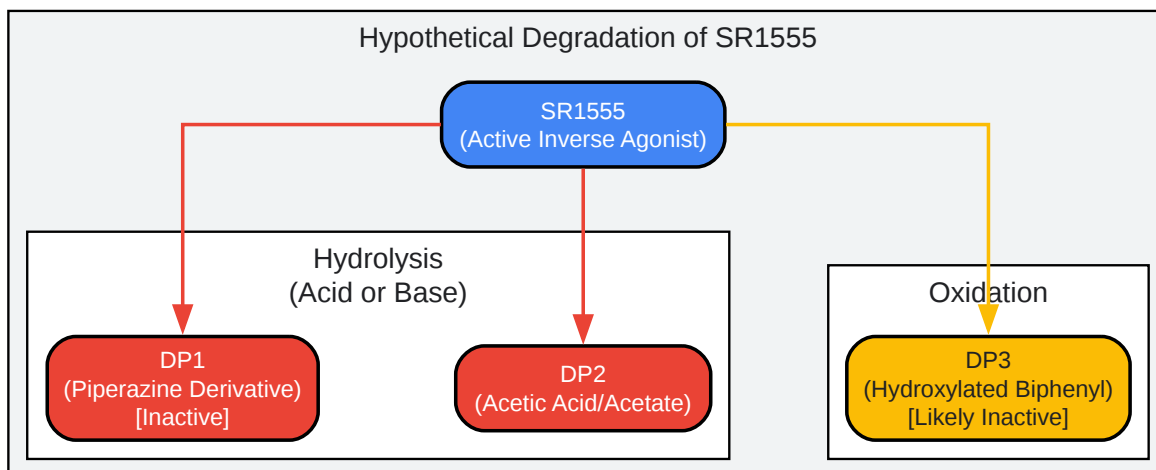 Hypothetical Degradation of SR1555
SR1555
(Active Inverse Agonist)
Hydrolysis
(Acid or Base)
Oxidation
DP1
(Piperazine Derivative)
[Inactive]
DP2
(Acetic Acid/Acetate)
DP3
(Hydroxylated Biphenyl)
[Likely Inactive]